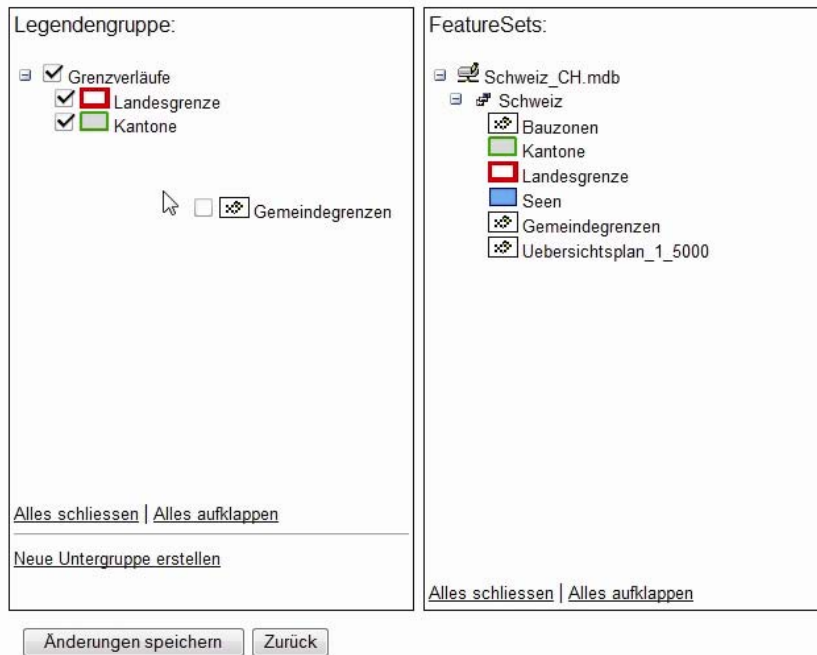 Legendengruppe:
Grenzverläufe
Landesgrenze
Kantone
Gemeindegrenzen
Alles schliessen | Alles aufklappen
Neue Untergruppe erstellen
FeatureSets:
Schweiz_CH.mdb
Schweiz
Bauzonen
Kantone
Landesgrenze
Seen
Gemeindegrenzen
Uebersichtsplan_1_5000
Alles schliessen | Alles aufklappen
Änderungen speichern
Zurück